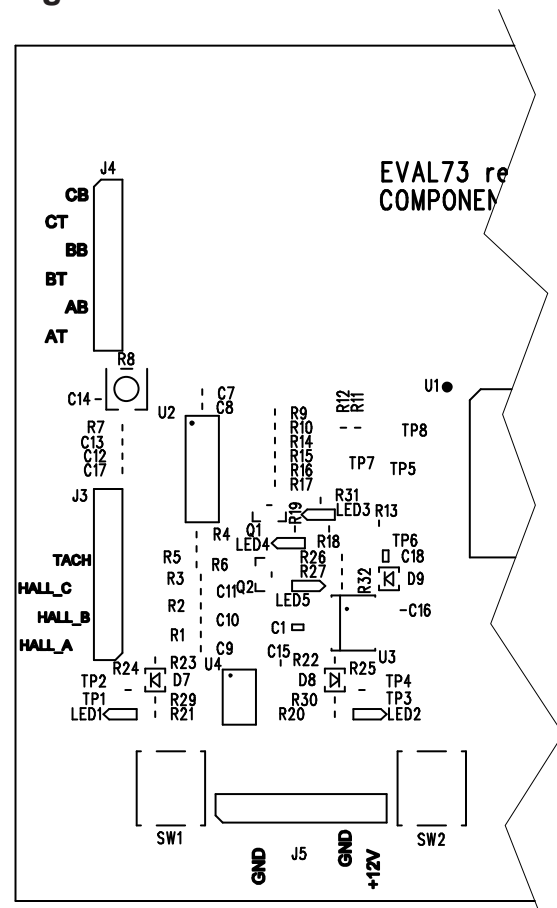 EVAL73 re
COMPONEN
J4
CB
CT
BB
BT
AB
AT
R8
C14
C7
C8
U2
U1
R12
R11
R9
R10
R14
R15
R16
R17
TP8
TP7
TP5
R7
C13
C12
C17
J3
R31
R19
LED3
R13
Q1
R4
LED4
R18
TP6
C18
TACH
R5
R6
R26
R27
R32
D9
R3
HALL_C
C11
Q2
LED5
R2
C16
HALL_B
C10
C1
R1
HALL_A
C9
C15
U3
R24
R23
U4
R22
R25
TP2
D7
D8
TP4
TP1
R29
R30
TP3
LED1
R21
R20
LED2
SW1
SW2
J5
GND
GND
+12V